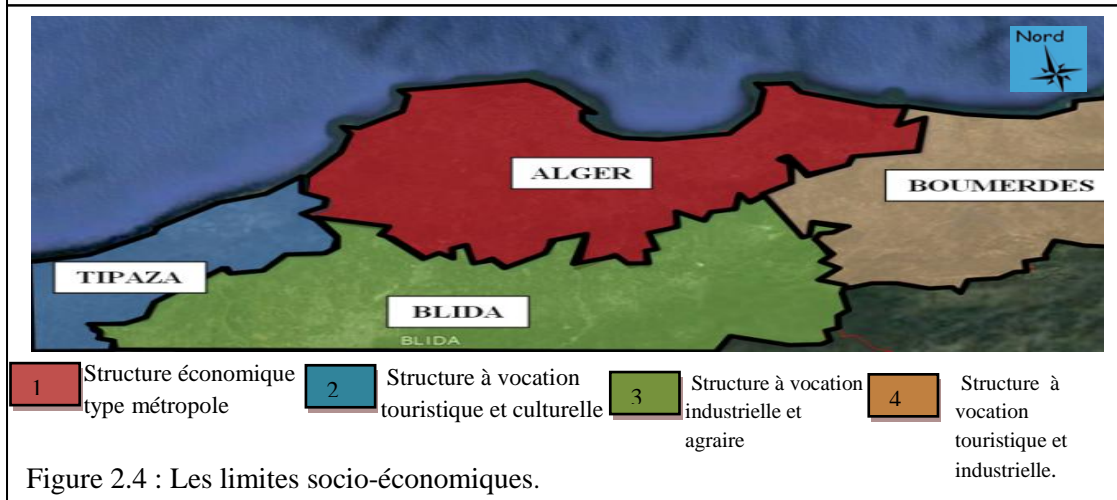 Nord
ALGER
BOUMERDES
TIPAZA
BLIDA
BLIDA
1
Structure économique
type métropole
2
Structure à vocation
touristique et culturelle
3
Structure à vocation
industrielle et
agraire
4
Structure à
vocation
touristique et
industrielle.
Figure 2.4 : Les limites socio-économiques.